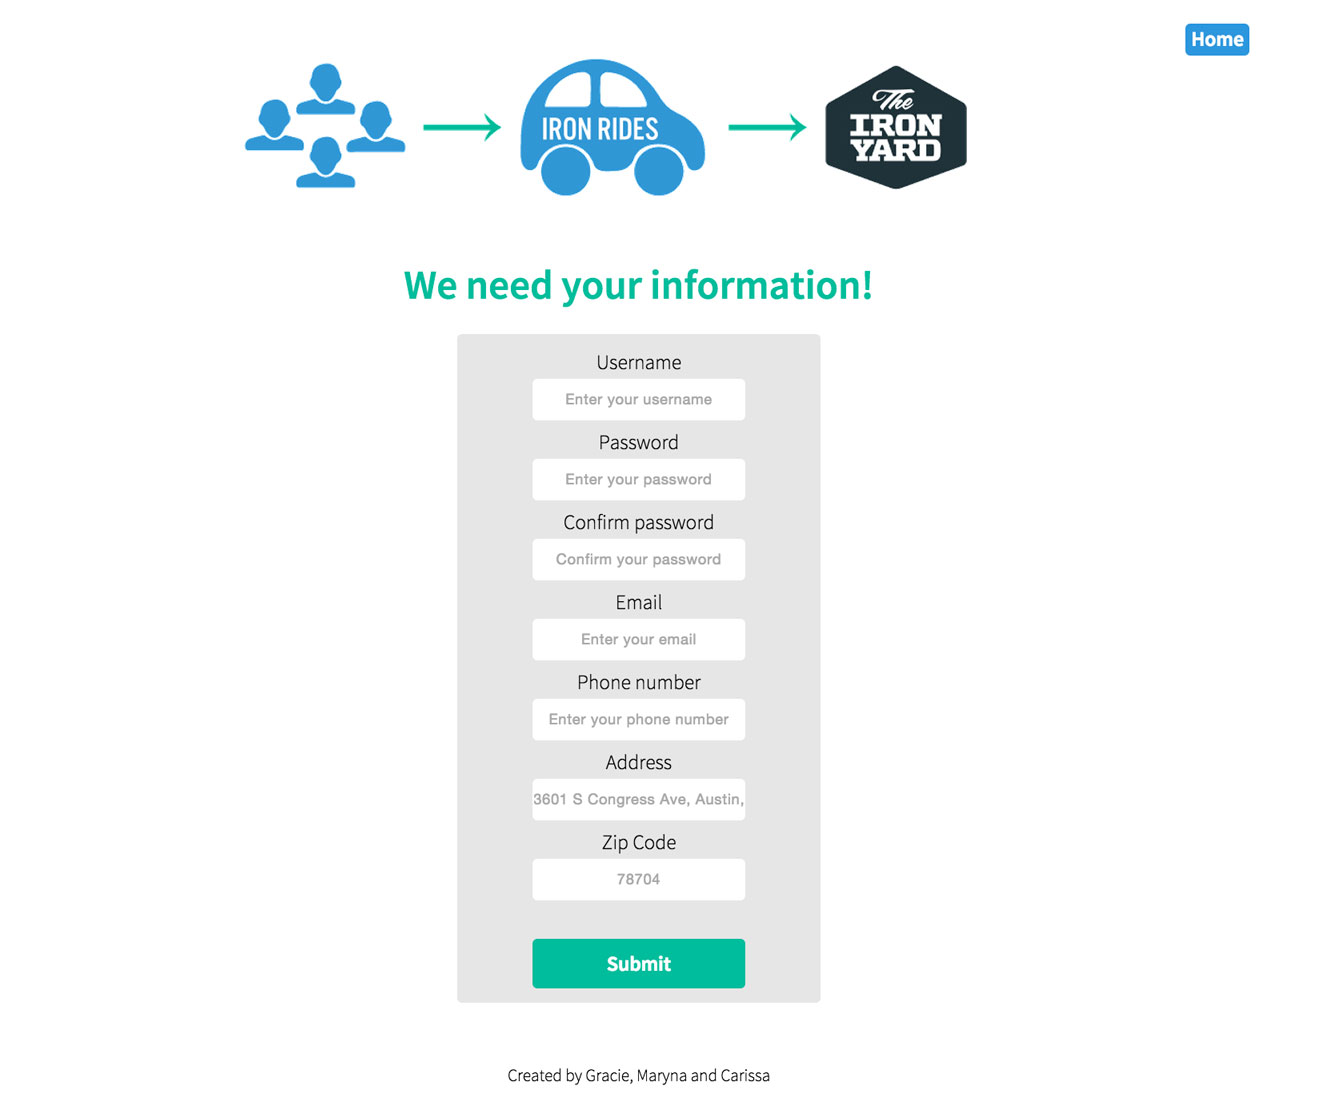 Home
IRON RIDES
The
IRON
YARD
We need your information!
Username
Enter your username
Password
Enter your password
Confirm password
Confirm your password
Email
Enter your email
Phone number
Enter your phone number
Address
3601 S Congress Ave, Austin,
Zip Code
78704
Submit
Created by Gracie, Maryna and Carissa